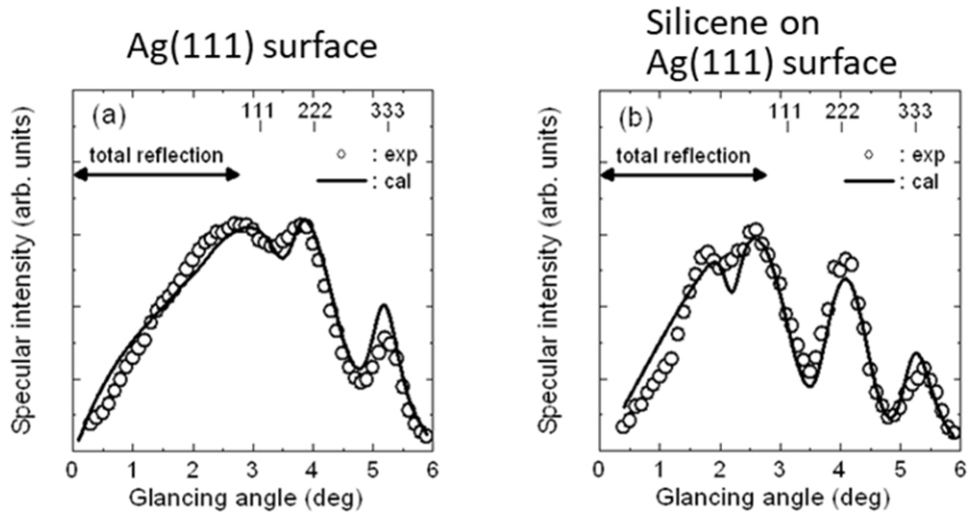 Ag(111) surface
Silicene on
Ag(111) surface
(a)
111 222 333
total reflection
: exp
: cal
Specular intensity (arb. units)
0 1 2 3 4 5 6
Glancing angle (deg)
(b)
111 222 333
total reflection
: exp
: cal
Specular intensity (arb. units)
0 1 2 3 4 5 6
Glancing angle (deg)